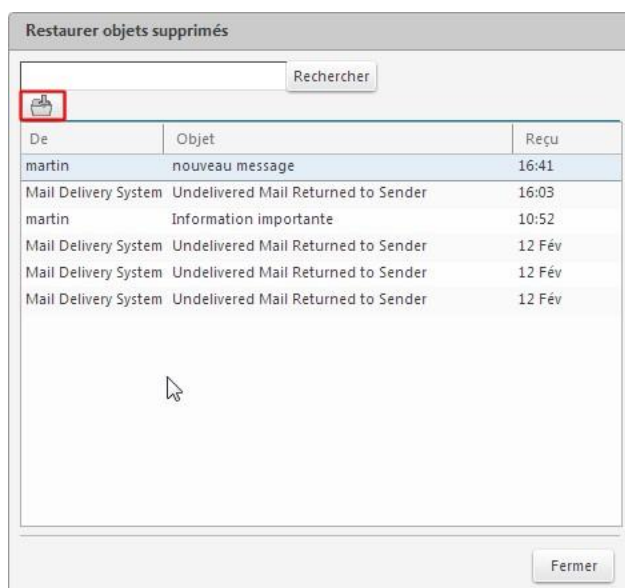 Restaurer objets supprimés
Rechercher
De Objet Reçu
martin nouveau message 16:41
Mail Delivery System Undelivered Mail Returned to Sender 16:03
martin Information importante 10:52
Mail Delivery System Undelivered Mail Returned to Sender 12 Fév
Mail Delivery System Undelivered Mail Returned to Sender 12 Fév
Mail Delivery System Undelivered Mail Returned to Sender 12 Fév
Fermer